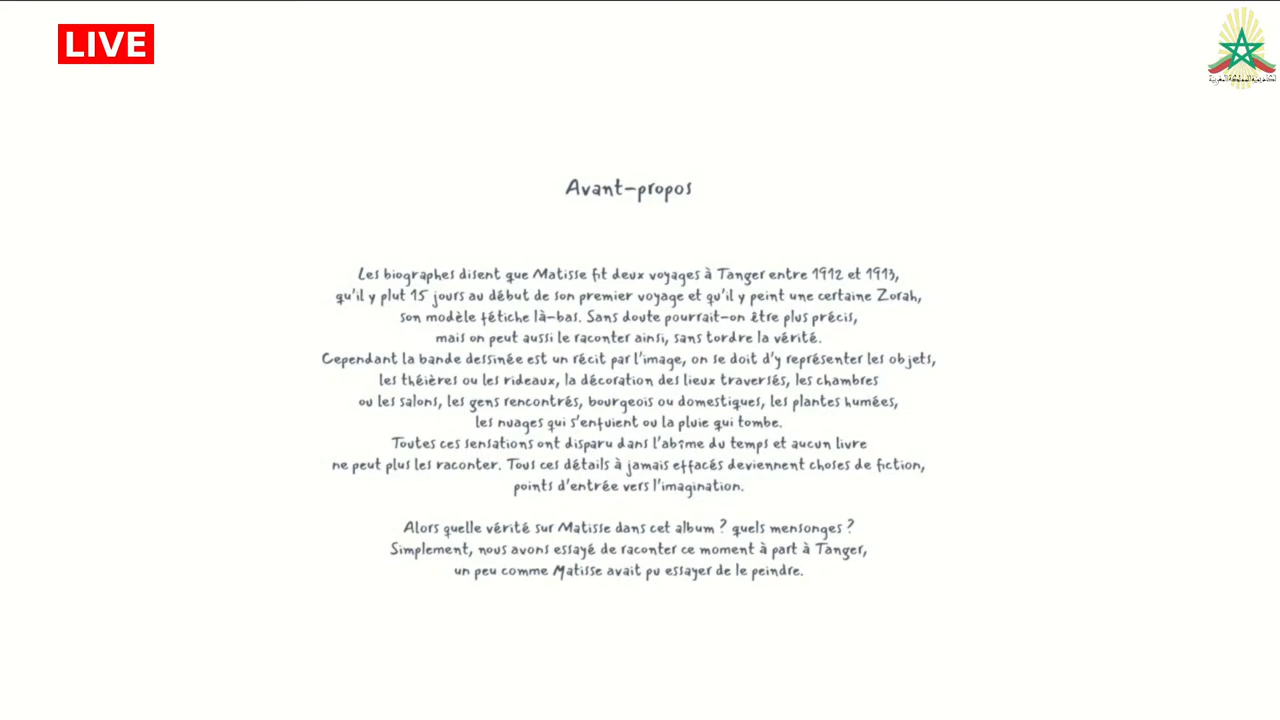 LIVE
أكاديمية المملكة المغربية
Avant-propos
Les biographes disent que Matisse fit deux voyages à Tanger entre 1912 et 1913,
qu'il y plut 15 jours au début de son premier voyage et qu'il y peint une certaine Zorah,
son modèle fétiche là-bas. Sans doute pourrait-on être plus précis,
mais on peut aussi le raconter ainsi, sans tordre la vérité.
Cependant la bande dessinée est un récit par l'image, on se doit d'y représenter les objets,
les théières ou les rideaux, la décoration des lieux traversés, les chambres
ou les salons, les gens rencontrés, bourgeois ou domestiques, les plantes humées,
les nuages qui s'enfuient ou la pluie qui tombe.
Toutes ces sensations ont disparu dans l'abîme du temps et aucun livre
ne peut plus les raconter. Tous ces détails à jamais effacés deviennent choses de fiction,
points d'entrée vers l'imagination.
Alors quelle vérité sur Matisse dans cet album ? quels mensonges ?
Simplement, nous avons essayé de raconter ce moment à part à Tanger,
un peu comme Matisse avait pu essayer de le peindre.